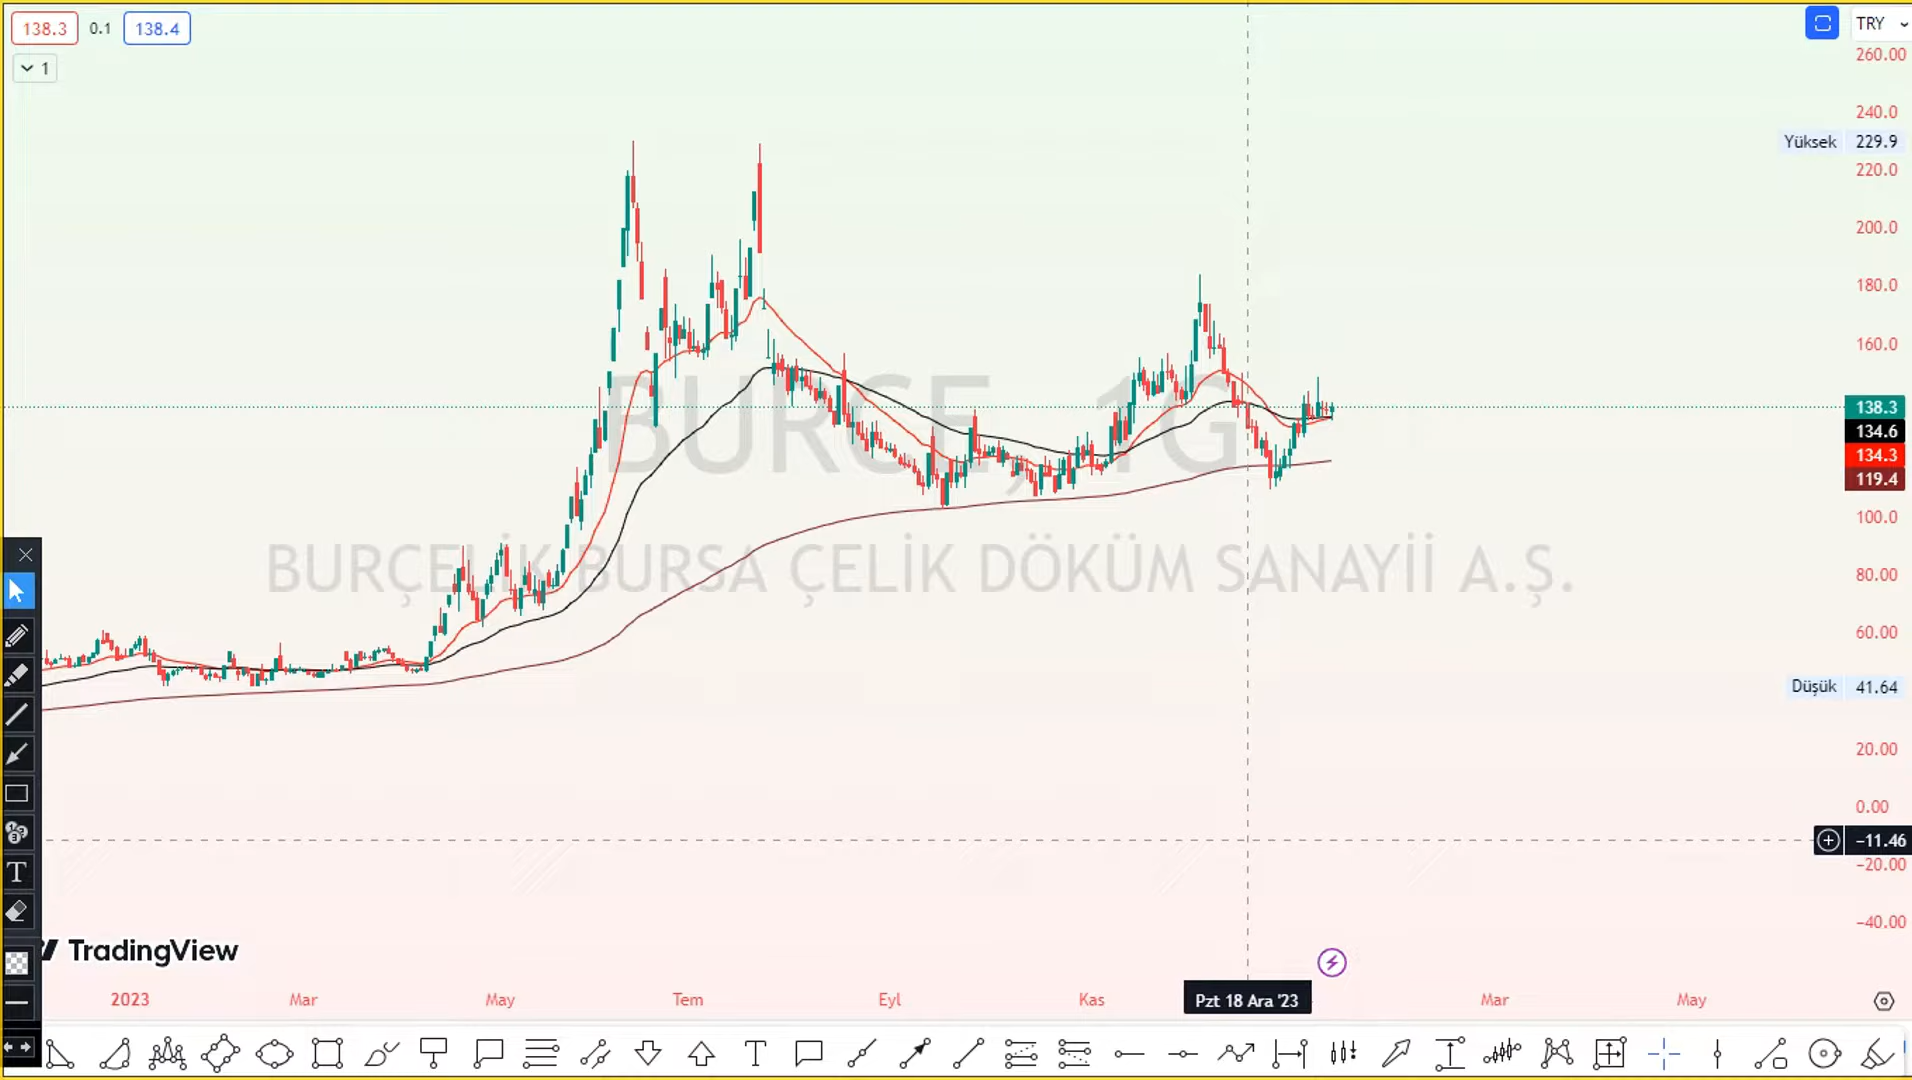 138.3 0.1 138.4
1
TRY
260.00
240.0
Yüksek 229.9
220.0
200.0
180.0
160.0
138.3
134.6
134.3
119.4
100.0
80.00
60.00
Düşük 41.64
20.00
0.00
−11.46
−20.00
−40.00
BURCE, 1G
BURÇELİK BURSA ÇELİK DÖKÜM SANAYİİ A.Ş.
T
TradingView
2023 Mar May Tem Eyl Kas Pzt 18 Ara '23 Mar May
T